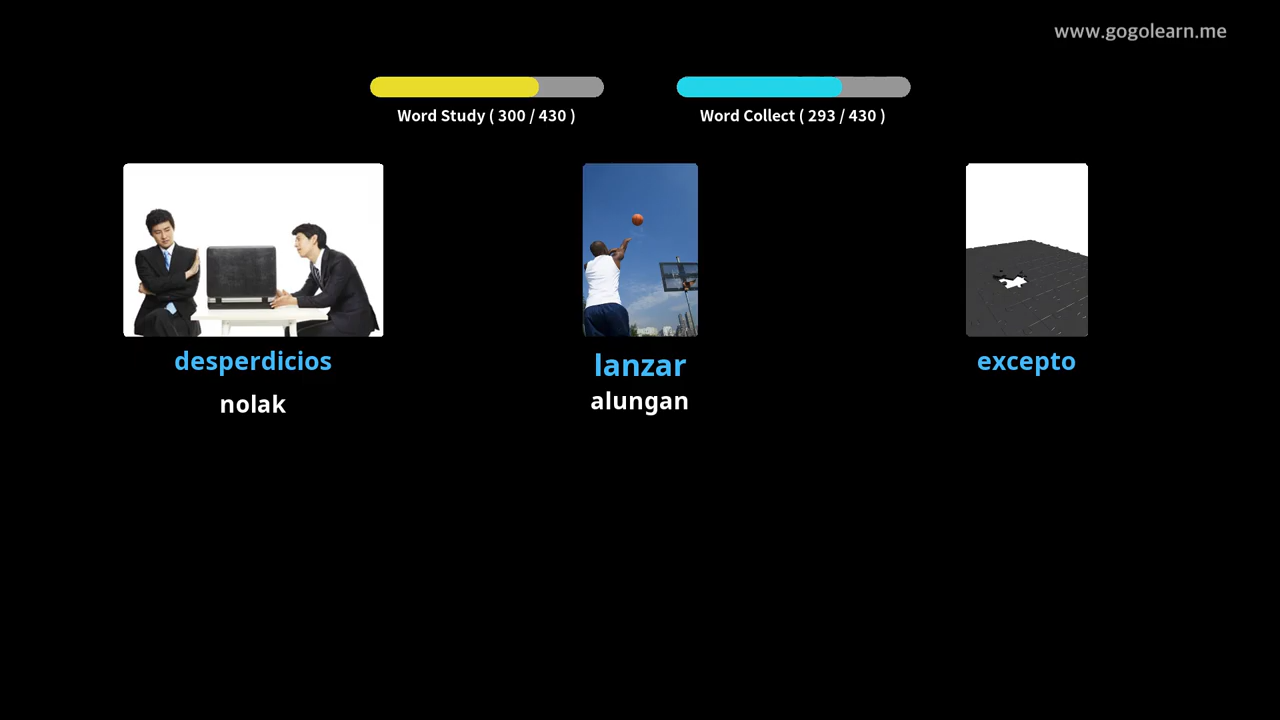 www.gogolearn.me
Word Study ( 300 / 430 )
Word Collect ( 293 / 430 )
desperdicios
lanzar
excepto
nolak
alungan